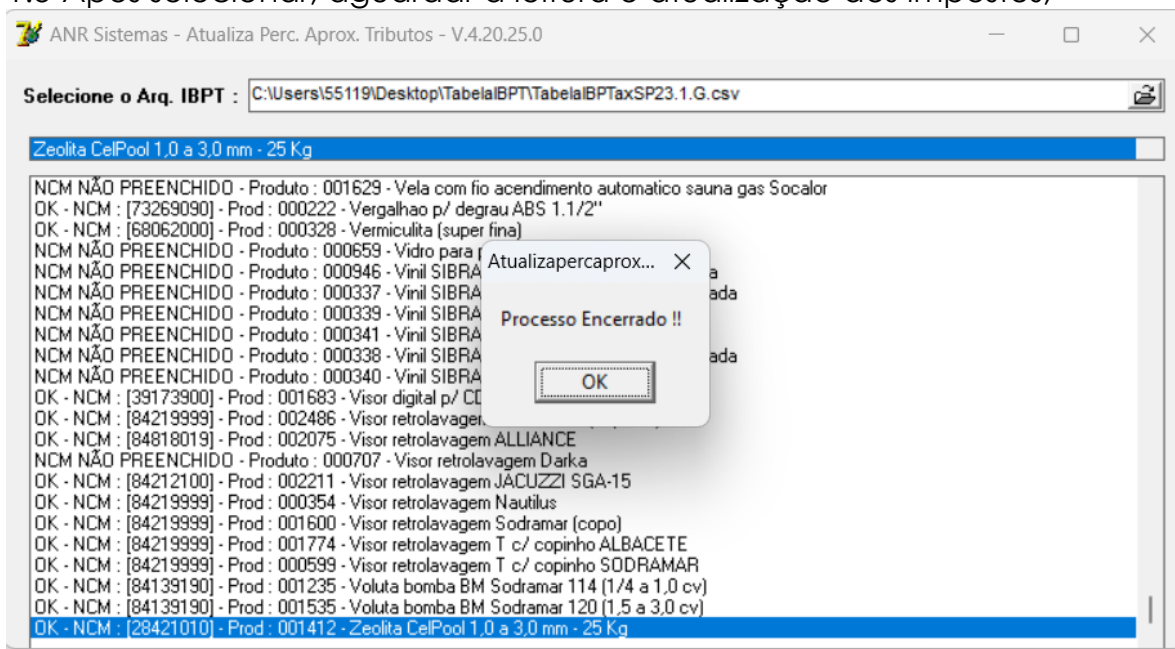 Após selecionar, aguardar a leitura e atualização dos impostos;
ANR Sistemas - Atualiza Perc. Aprox. Tributos - V.4.20.25.0
Selecione o Arq. IBPT : C:\Users\55119\Desktop\TabelaIBPT\TabelaIBPTaxSP23.1.G.csv
Zeolita CelPool 1,0 a 3,0 mm - 25 Kg
NCM NÃO PREENCHIDO - Produto : 001629 - Vela com fio acendimento automatico sauna gas Socalor
OK - NCM : [73269090] - Prod : 000222 - Vergalhao p/ degrau ABS 1.1/2''
OK - NCM : [68062000] - Prod : 000328 - Vermiculita (super fina)
NCM NÃO PREENCHIDO - Produto : 000659 - Vidro para
NCM NÃO PREENCHIDO - Produto : 000946 - Vinil SIBRA a
NCM NÃO PREENCHIDO - Produto : 000337 - Vinil SIBRA ada
NCM NÃO PREENCHIDO - Produto : 000339 - Vinil SIBRA
NCM NÃO PREENCHIDO - Produto : 000341 - Vinil SIBRA
NCM NÃO PREENCHIDO - Produto : 000338 - Vinil SIBRA ada
NCM NÃO PREENCHIDO - Produto : 000340 - Vinil SIBRA
OK - NCM : [39173900] - Prod : 001683 - Visor digital p/ CD
OK - NCM : [84219999] - Prod : 002486 - Visor retrolavagem
OK - NCM : [84818019] - Prod : 002075 - Visor retrolavagem ALLIANCE
NCM NÃO PREENCHIDO - Produto : 000707 - Visor retrolavagem Darka
OK - NCM : [84212100] - Prod : 002211 - Visor retrolavagem JACUZZI SGA-15
OK - NCM : [84219999] - Prod : 000354 - Visor retrolavagem Nautilus
OK - NCM : [84219999] - Prod : 001600 - Visor retrolavagem Sodramar (copo)
OK - NCM : [84219999] - Prod : 001774 - Visor retrolavagem T c/ copinho ALBACETE
OK - NCM : [84219999] - Prod : 000599 - Visor retrolavagem T c/ copinho SODRAMAR
OK - NCM : [84139190] - Prod : 001235 - Voluta bomba BM Sodramar 114 (1/4 a 1,0 cv)
OK - NCM : [84139190] - Prod : 001535 - Voluta bomba BM Sodramar 120 (1,5 a 3,0 cv)
OK - NCM : [28421010] - Prod : 001412 - Zeolita CelPool 1,0 a 3,0 mm - 25 Kg
Atualizapercaprox...
Processo Encerrado !!
OK